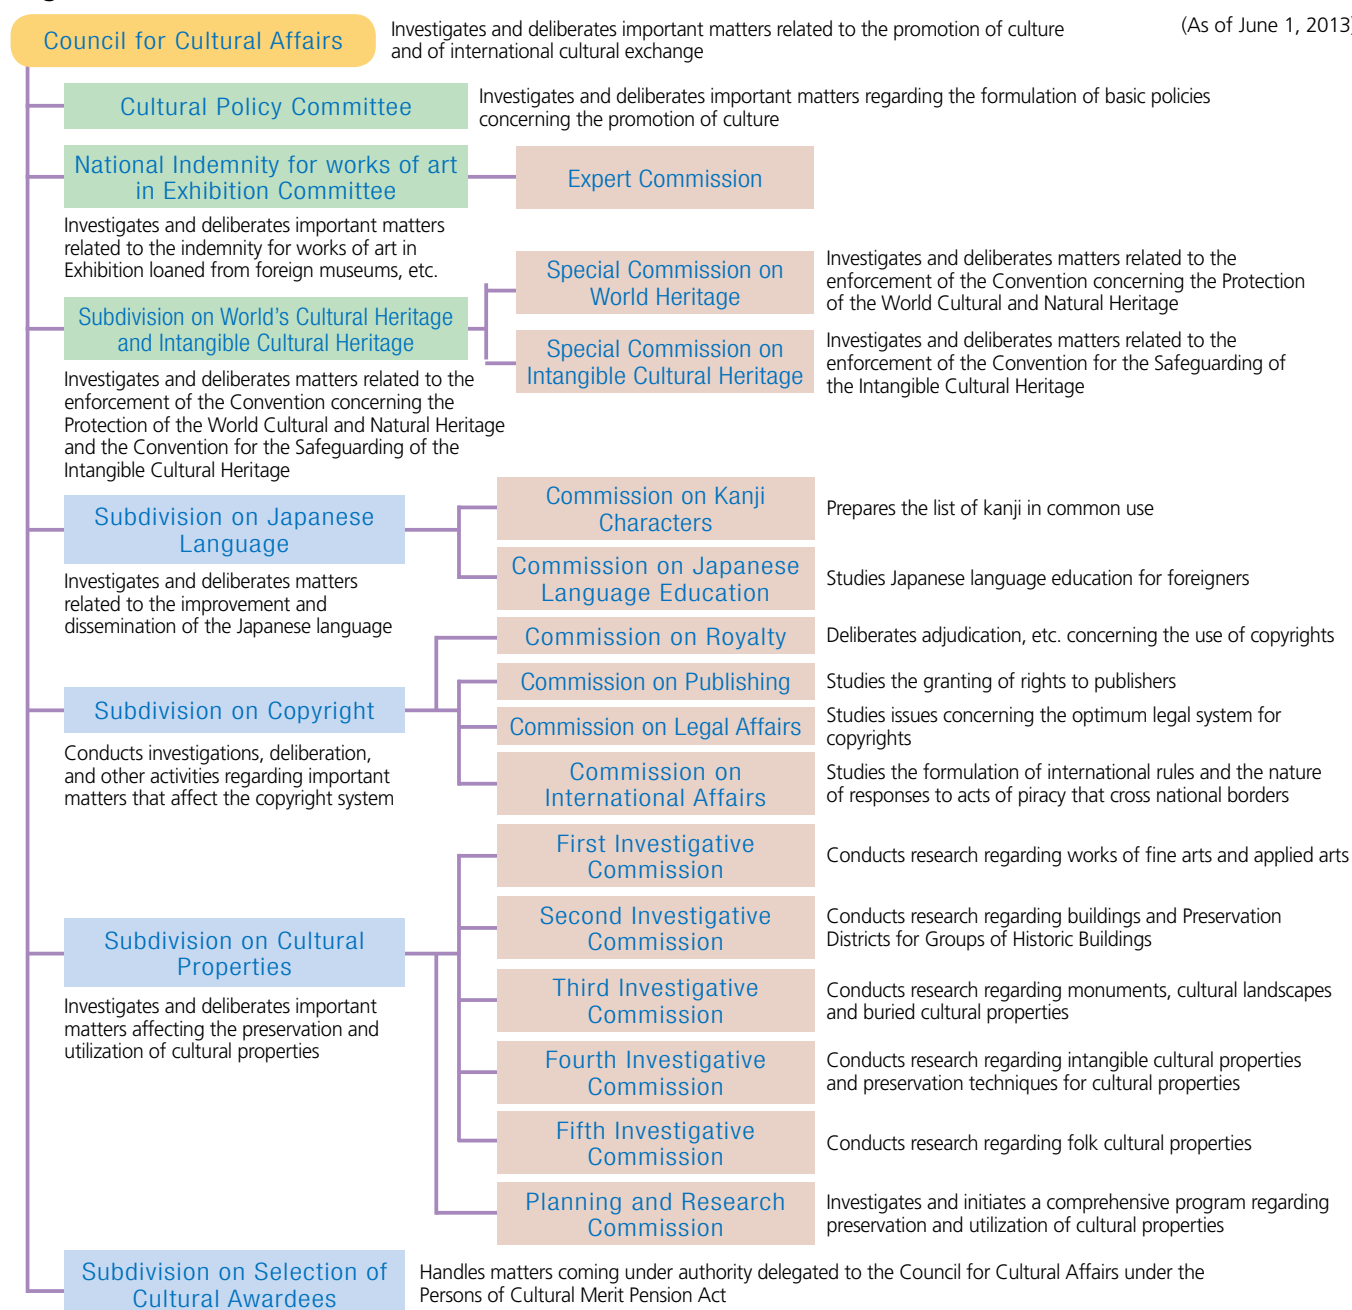 Council for Cultural Affairs
Investigates and deliberates important matters related to the promotion of culture
and of international cultural exchange
(As of June 1, 2013)
Cultural Policy Committee
Investigates and deliberates important matters regarding the formulation of basic policies
concerning the promotion of culture
National Indemnity for works of art
in Exhibition Committee
Expert Commission
Investigates and deliberates important matters
related to the indemnity for works of art in
Exhibition loaned from foreign museums, etc.
Special Commission on
World Heritage
Investigates and deliberates matters related to the
enforcement of the Convention concerning the Protection
of the World Cultural and Natural Heritage
Subdivision on World's Cultural Heritage
and Intangible Cultural Heritage
Special Commission on
Intangible Cultural Heritage
Investigates and deliberates matters related to the
enforcement of the Convention for the Safeguarding of
the Intangible Cultural Heritage
Investigates and deliberates matters related to the
enforcement of the Convention concerning the
Protection of the World Cultural and Natural Heritage
and the Convention for the Safeguarding of the
Intangible Cultural Heritage
Subdivision on Japanese
Language
Investigates and deliberates matters
related to the improvement and
dissemination of the Japanese language
Commission on Kanji
Characters
Prepares the list of kanji in common use
Commission on Japanese
Language Education
Studies Japanese language education for foreigners
Commission on Royalty
Deliberates adjudication, etc. concerning the use of copyrights
Commission on Publishing
Studies the granting of rights to publishers
Subdivision on Copyright
Conducts investigations, deliberation,
and other activities regarding important
matters that affect the copyright system
Commission on Legal Affairs
Studies issues concerning the optimum legal system for
copyrights
Commission on
International Affairs
Studies the formulation of international rules and the nature
of responses to acts of piracy that cross national borders
First Investigative
Commission
Conducts research regarding works of fine arts and applied arts
Second Investigative
Commission
Conducts research regarding buildings and Preservation
Districts for Groups of Historic Buildings
Subdivision on Cultural
Properties
Investigates and deliberates important
matters affecting the preservation and
utilization of cultural properties
Third Investigative
Commission
Conducts research regarding monuments, cultural landscapes
and buried cultural properties
Fourth Investigative
Commission
Conducts research regarding intangible cultural properties
and preservation techniques for cultural properties
Fifth Investigative
Commission
Conducts research regarding folk cultural properties
Planning and Research
Commission
Investigates and initiates a comprehensive program regarding
preservation and utilization of cultural properties
Subdivision on Selection of
Cultural Awardees
Handles matters coming under authority delegated to the Council for Cultural Affairs under the
Persons of Cultural Merit Pension Act